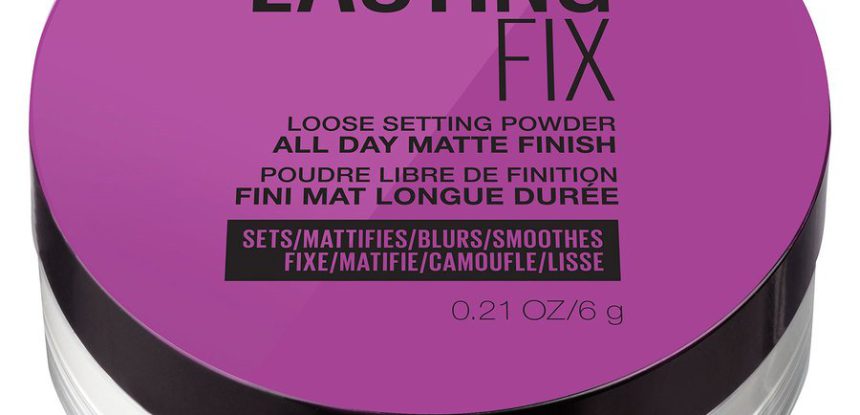 LASTING
FIX
LOOSE SETTING POWDER
ALL DAY MATTE FINISH
POUDRE LIBRE DE FINITION
FINI MAT LONGUE DURÉE
SETS/MATTIFIES/BLURS/SMOOTHES
FIXE/MATIFIE/CAMOUFLE/LISSE
0.21 OZ/6 g